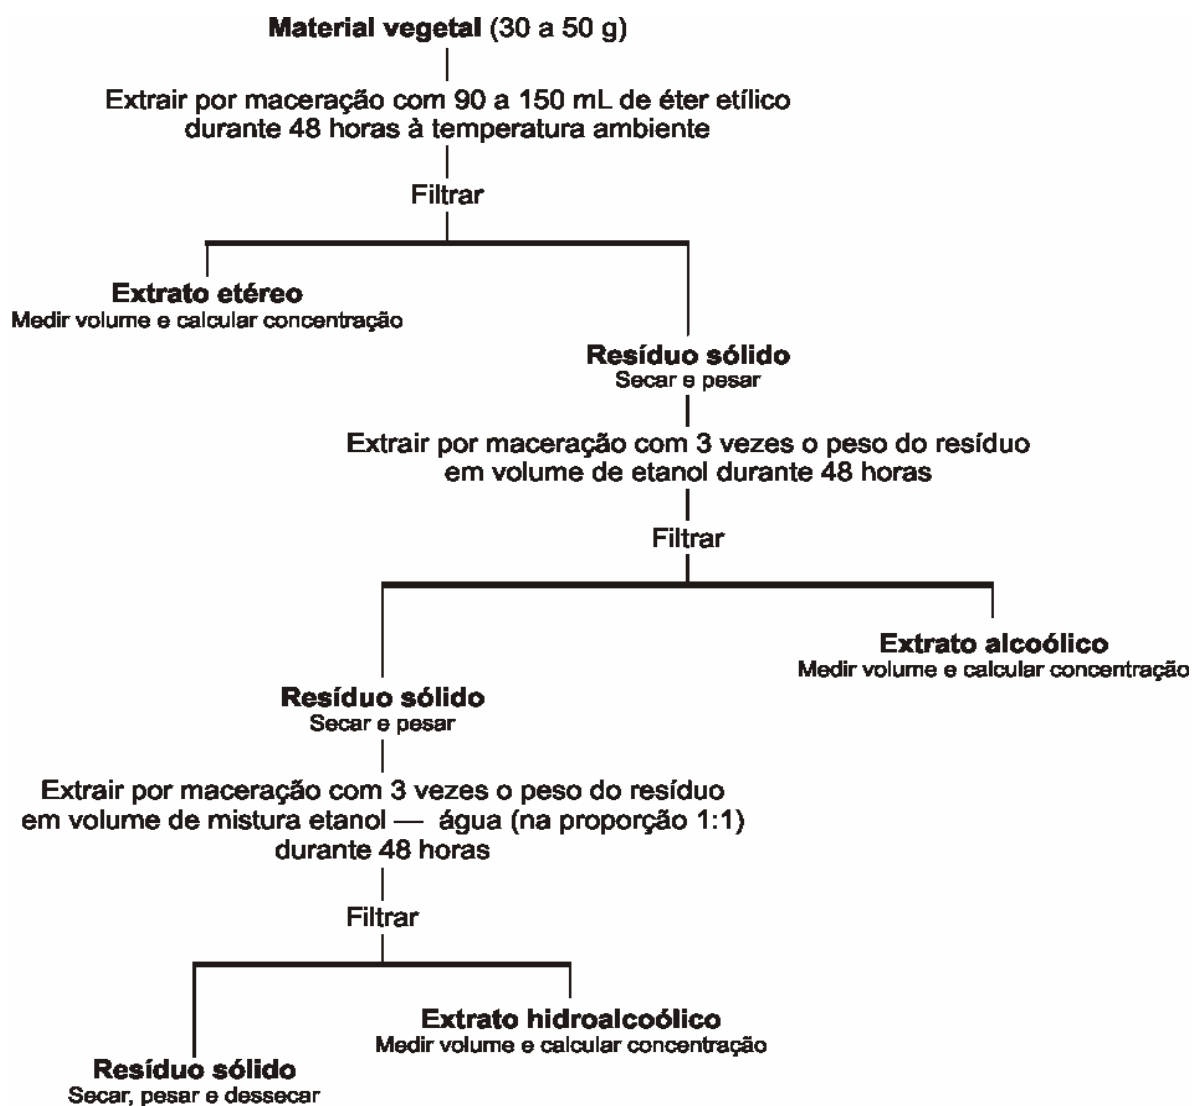 Material vegetal (30 a 50 g)
Extrair por maceração com 90 a 150 mL de éter etílico
durante 48 horas à temperatura ambiente
Filtrar
Extrato etéreo
Medir volume e calcular concentração
Resíduo sólido
Secar e pesar
Extrair por maceração com 3 vezes o peso do resíduo
em volume de etanol durante 48 horas
Filtrar
Extrato alcoólico
Medir volume e calcular concentração
Resíduo sólido
Secar e pesar
Extrair por maceração com 3 vezes o peso do resíduo
em volume de mistura etanol — água (na proporção 1:1)
durante 48 horas
Filtrar
Extrato hidroalcoólico
Medir volume e calcular concentração
Resíduo sólido
Secar, pesar e dessecar